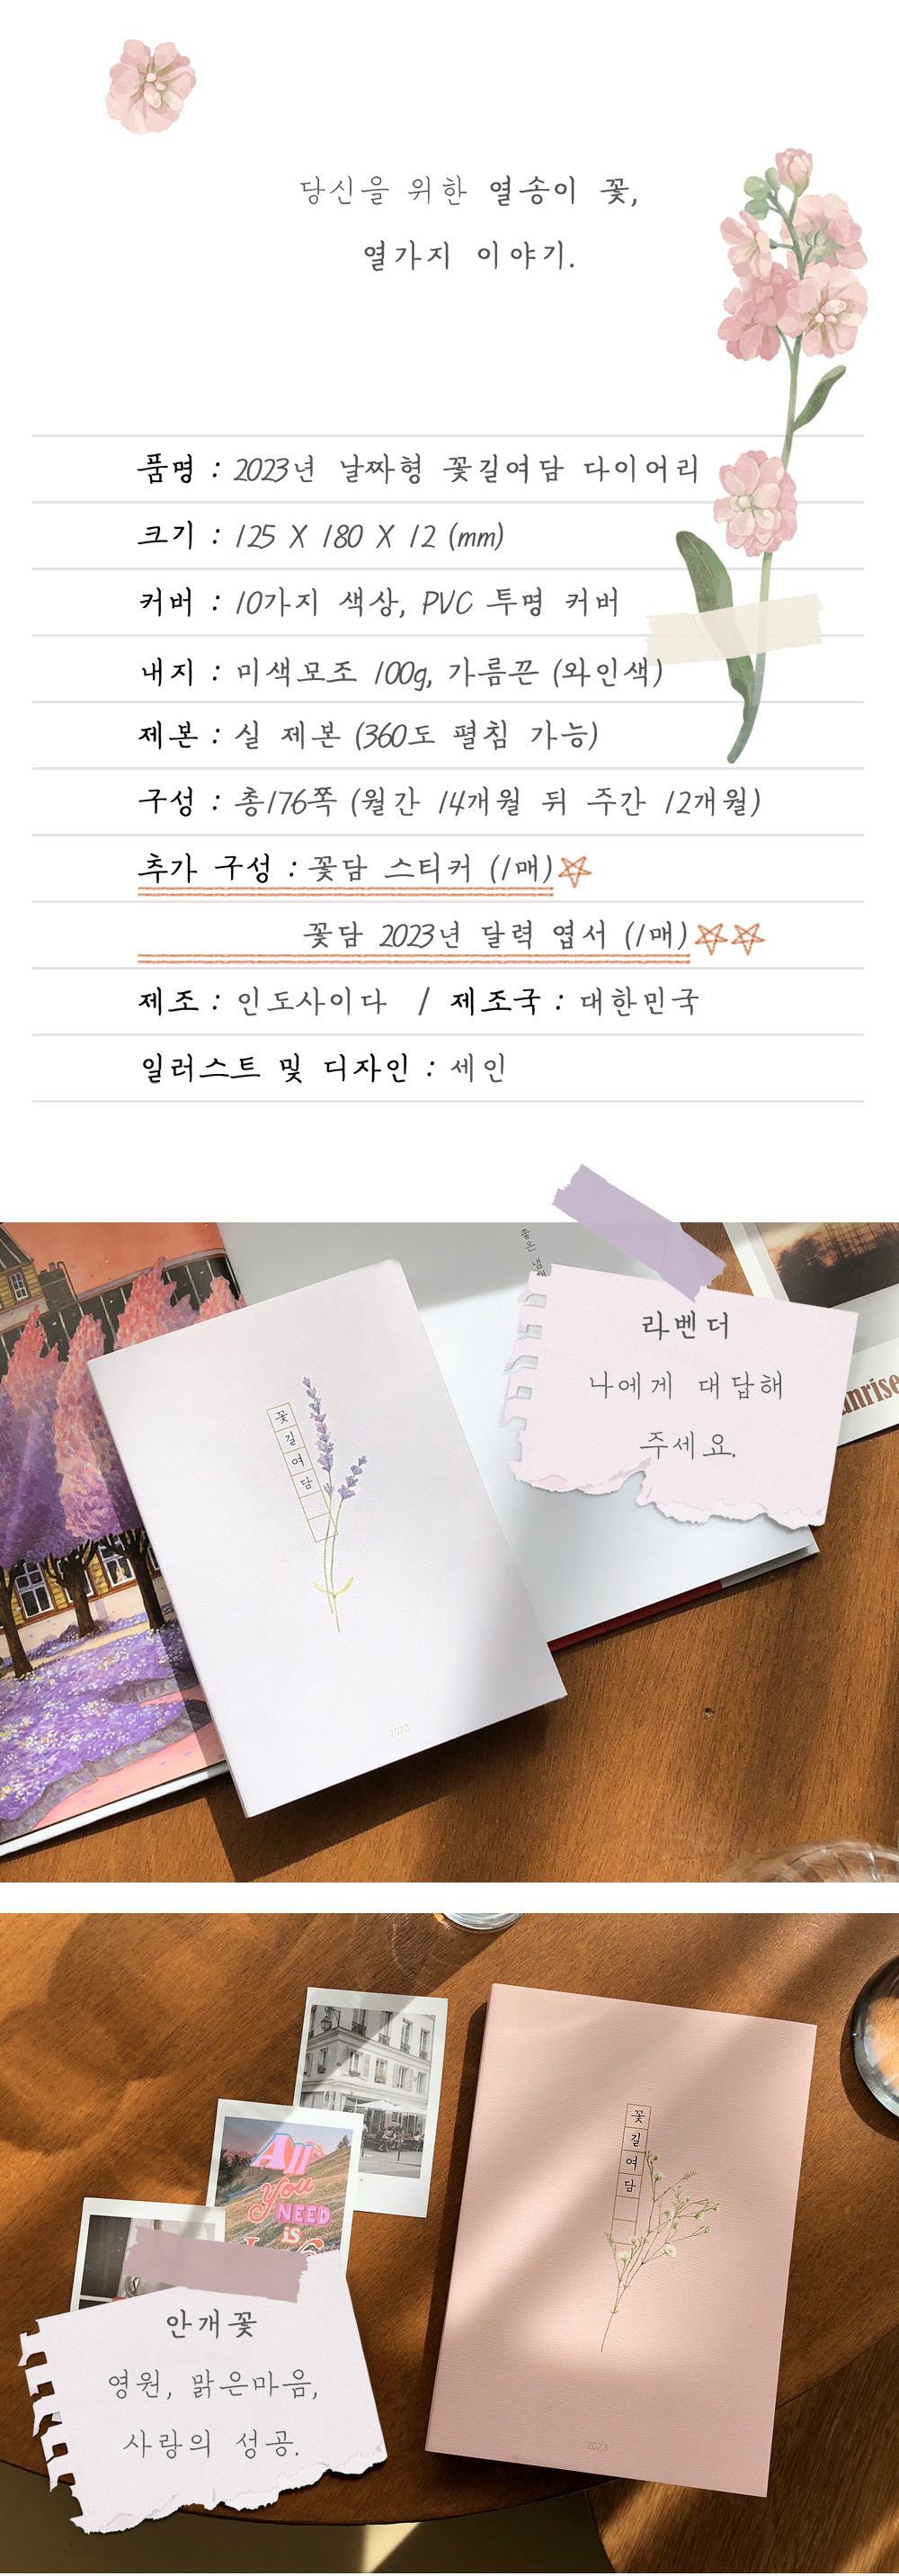 당신을 위한 열송이 꽃,
열가지 이야기.
품명 : 2023년 날짜형 꽃길여담 다이어리
크기 : 125 X 180 X 12 (mm)
커버 : 10가지 색상, PVC 투명 커버
내지 : 미색모조 100g, 가름끈 (와인색)
제본 : 실 제본 (360도 펼침 가능)
구성 : 총176쪽 (월간 14개월 뒤 주간 12개월)
추가 구성 : 꽃담 스티커 (1매)
꽃담 2023년 달력 엽서 (1매)
제조 : 인도사이다 / 제조국 : 대한민국
일러스트 및 디자인 : 세인
좋은
라벤더
나에게 대답해
주세요.
꽃길여담
2023
꽃길여담
2023
All
You
NEED
is
안개꽃
영원, 맑은마음,
사랑의 성공.